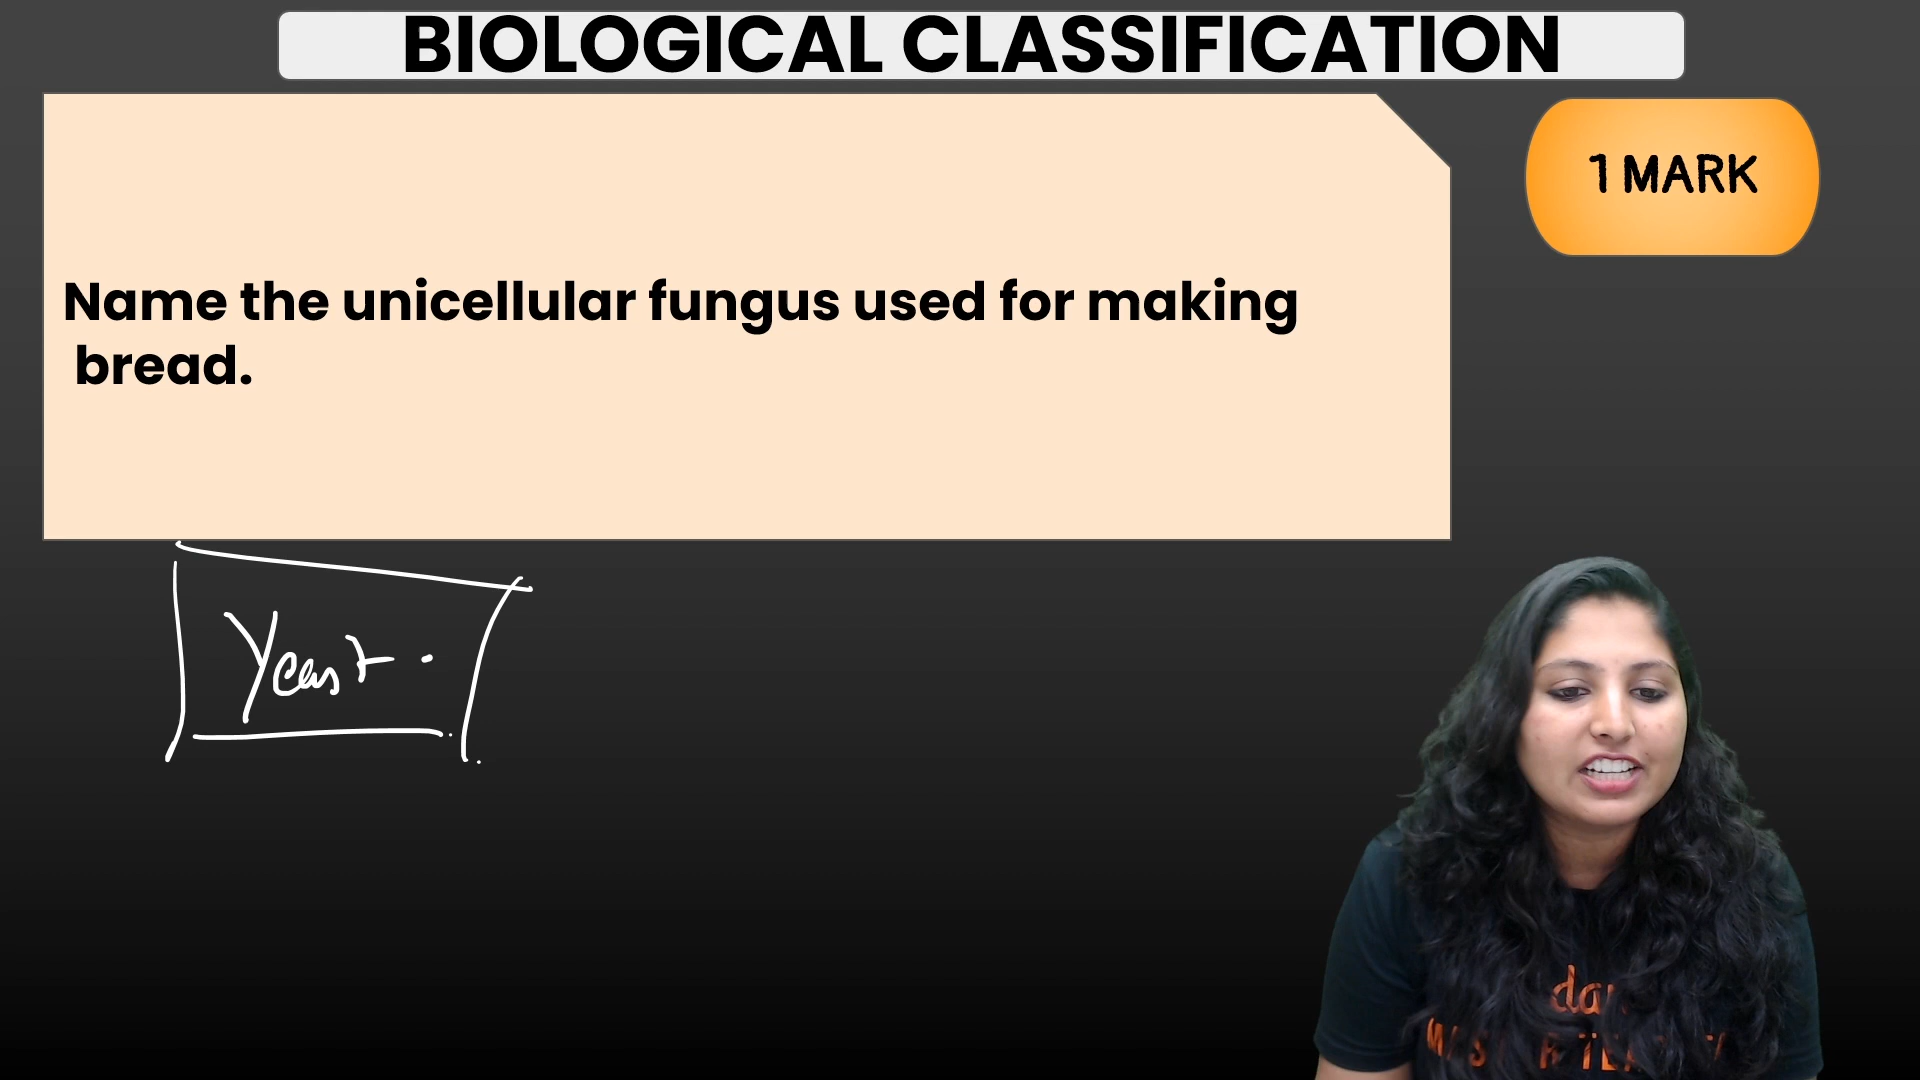 BIOLOGICAL CLASSIFICATION
1 MARK
Name the unicellular fungus used for making
bread.
Yeast.